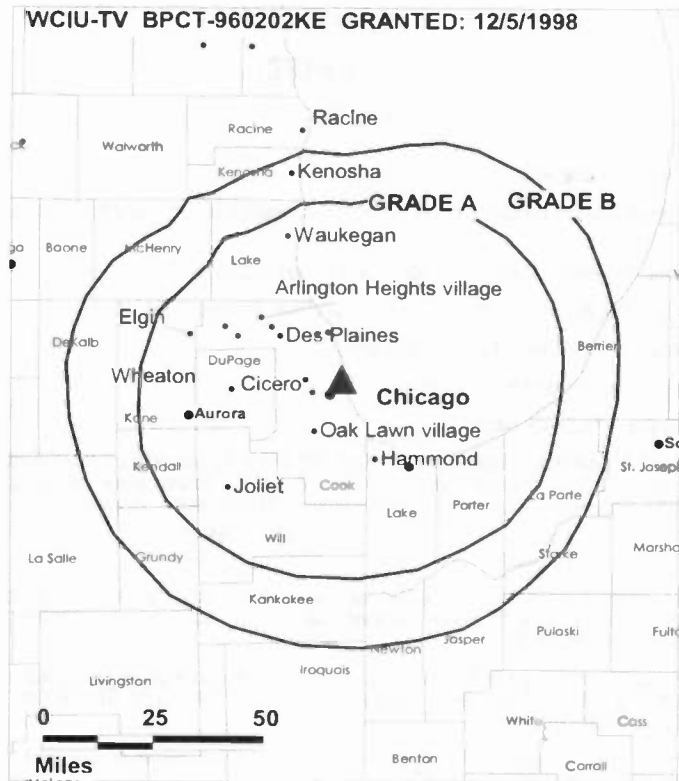 WCIU-TV BPCT-960202KE GRANTED: 12/5/1998
Racine
Racine
Walworth
Kenosha
Kenosha
GRADE A GRADE B
Waukegan
Boone
McHenry
Lake
Arlington Heights village
Elgin
Des Plaines
DeKalb
DuPage
Berrien
Wheaton
Cicero
Chicago
Kane
Aurora
Oak Lawn village
Hammond
Kendall
St. Joseph
Joliet
Cook
La Porte
Lake
Porter
Will
La Salle
Grundy
Starke
Marsha
Kankakee
Newton
Jasper
Pulaski
Fult
Iroquois
Livingston
0 25 50
Miles
White
Cass
Benton
Carroll